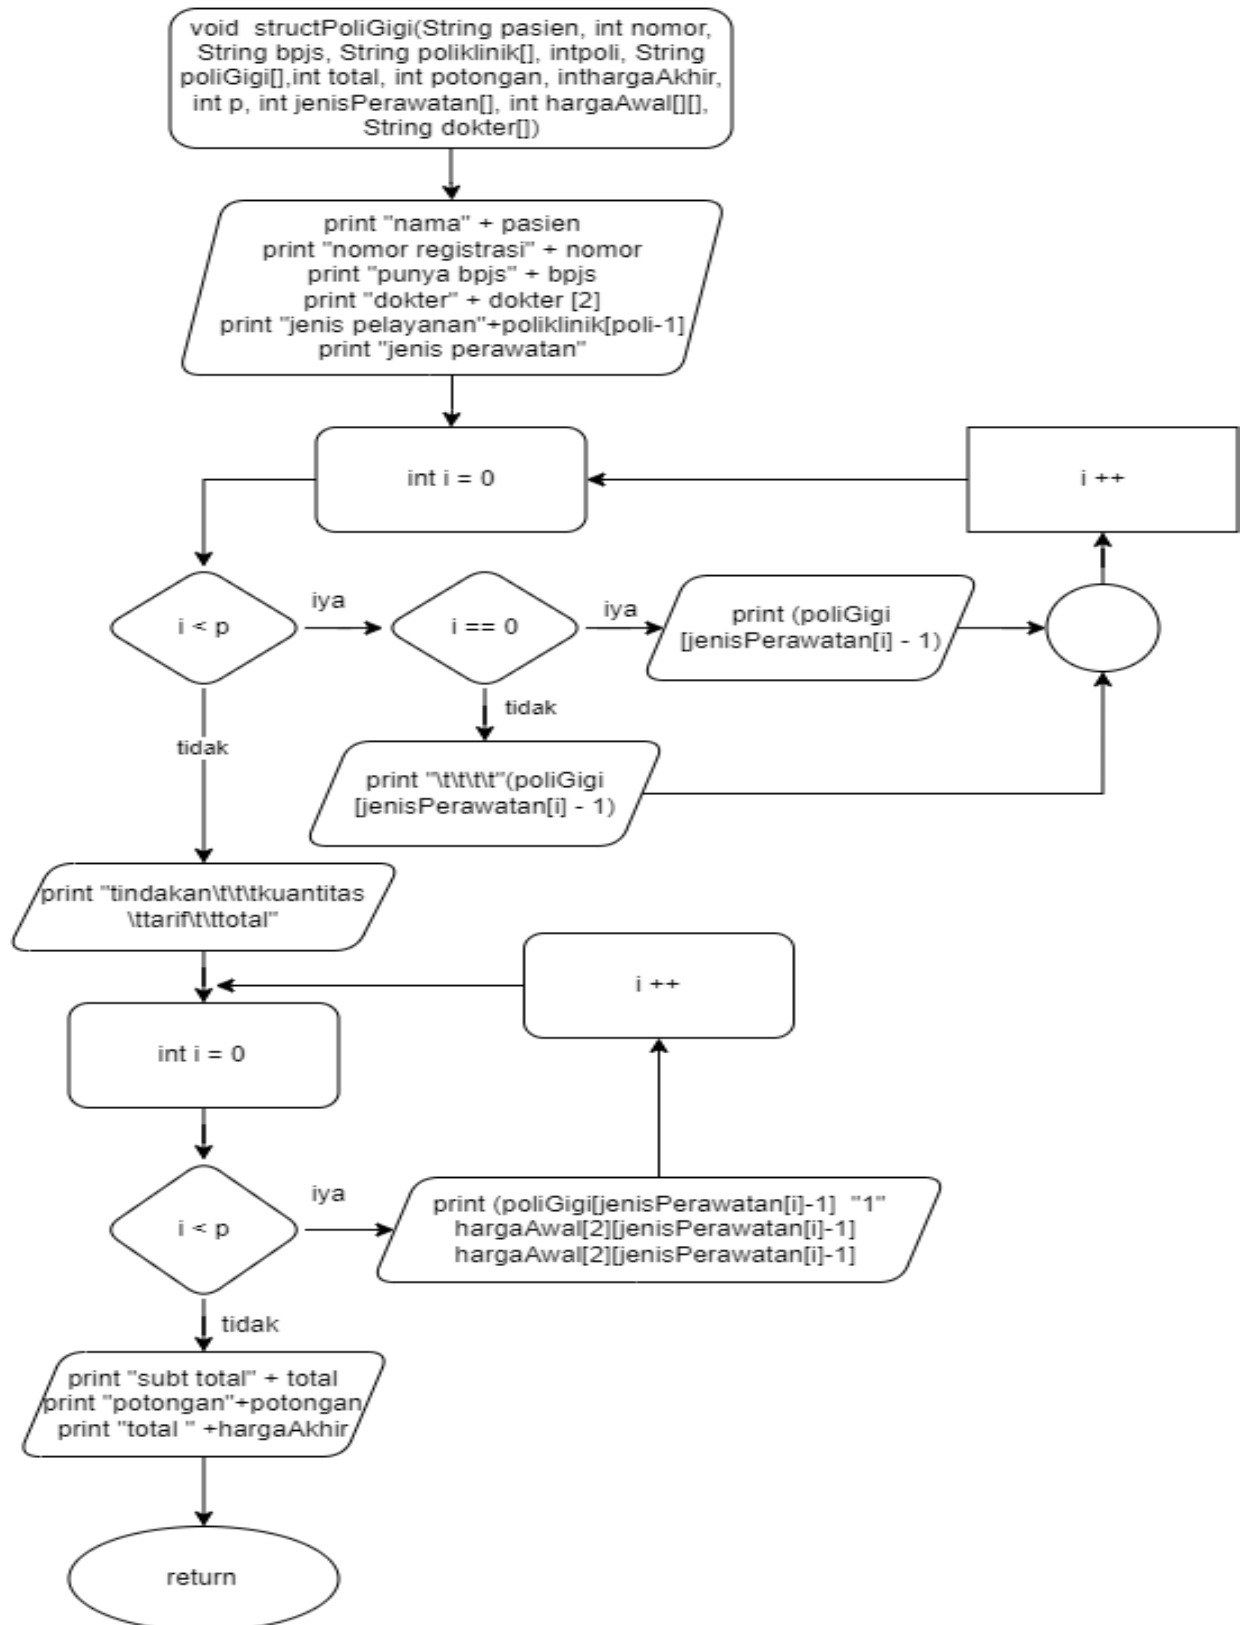 void  structPoliGigi(String pasien, int nomor,
String bpjs, String poliklinik[], intpoli, String
poliGigi[],int total, int potongan, inthargaAkhir,
int p, int jenisPerawatan[], int hargaAwal[][],
String dokter[])
print "nama" + pasien
print "nomor registrasi" + nomor
print "punya bpjs" + bpjs
print "dokter" + dokter [2]
print "jenis pelayanan"+poliklinik[poli-1]
print "jenis perawatan"
int i = 0
i ++
i < p
iya
i == 0
iya
print (poliGigi
[jenisPerawatan[i] - 1)
tidak
tidak
print "\t\t\t\t"(poliGigi
[jenisPerawatan[i] - 1)
print "tindakan\t\t\tkuantitas
\ttarif\t\ttotal"
i ++
int i = 0
i < p
iya
print (poliGigi[jenisPerawatan[i]-1]  "1"
hargaAwal[2][jenisPerawatan[i]-1]
hargaAwal[2][jenisPerawatan[i]-1]
tidak
print "subt total" + total
print "potongan"+potongan
print "total " +hargaAkhir
return